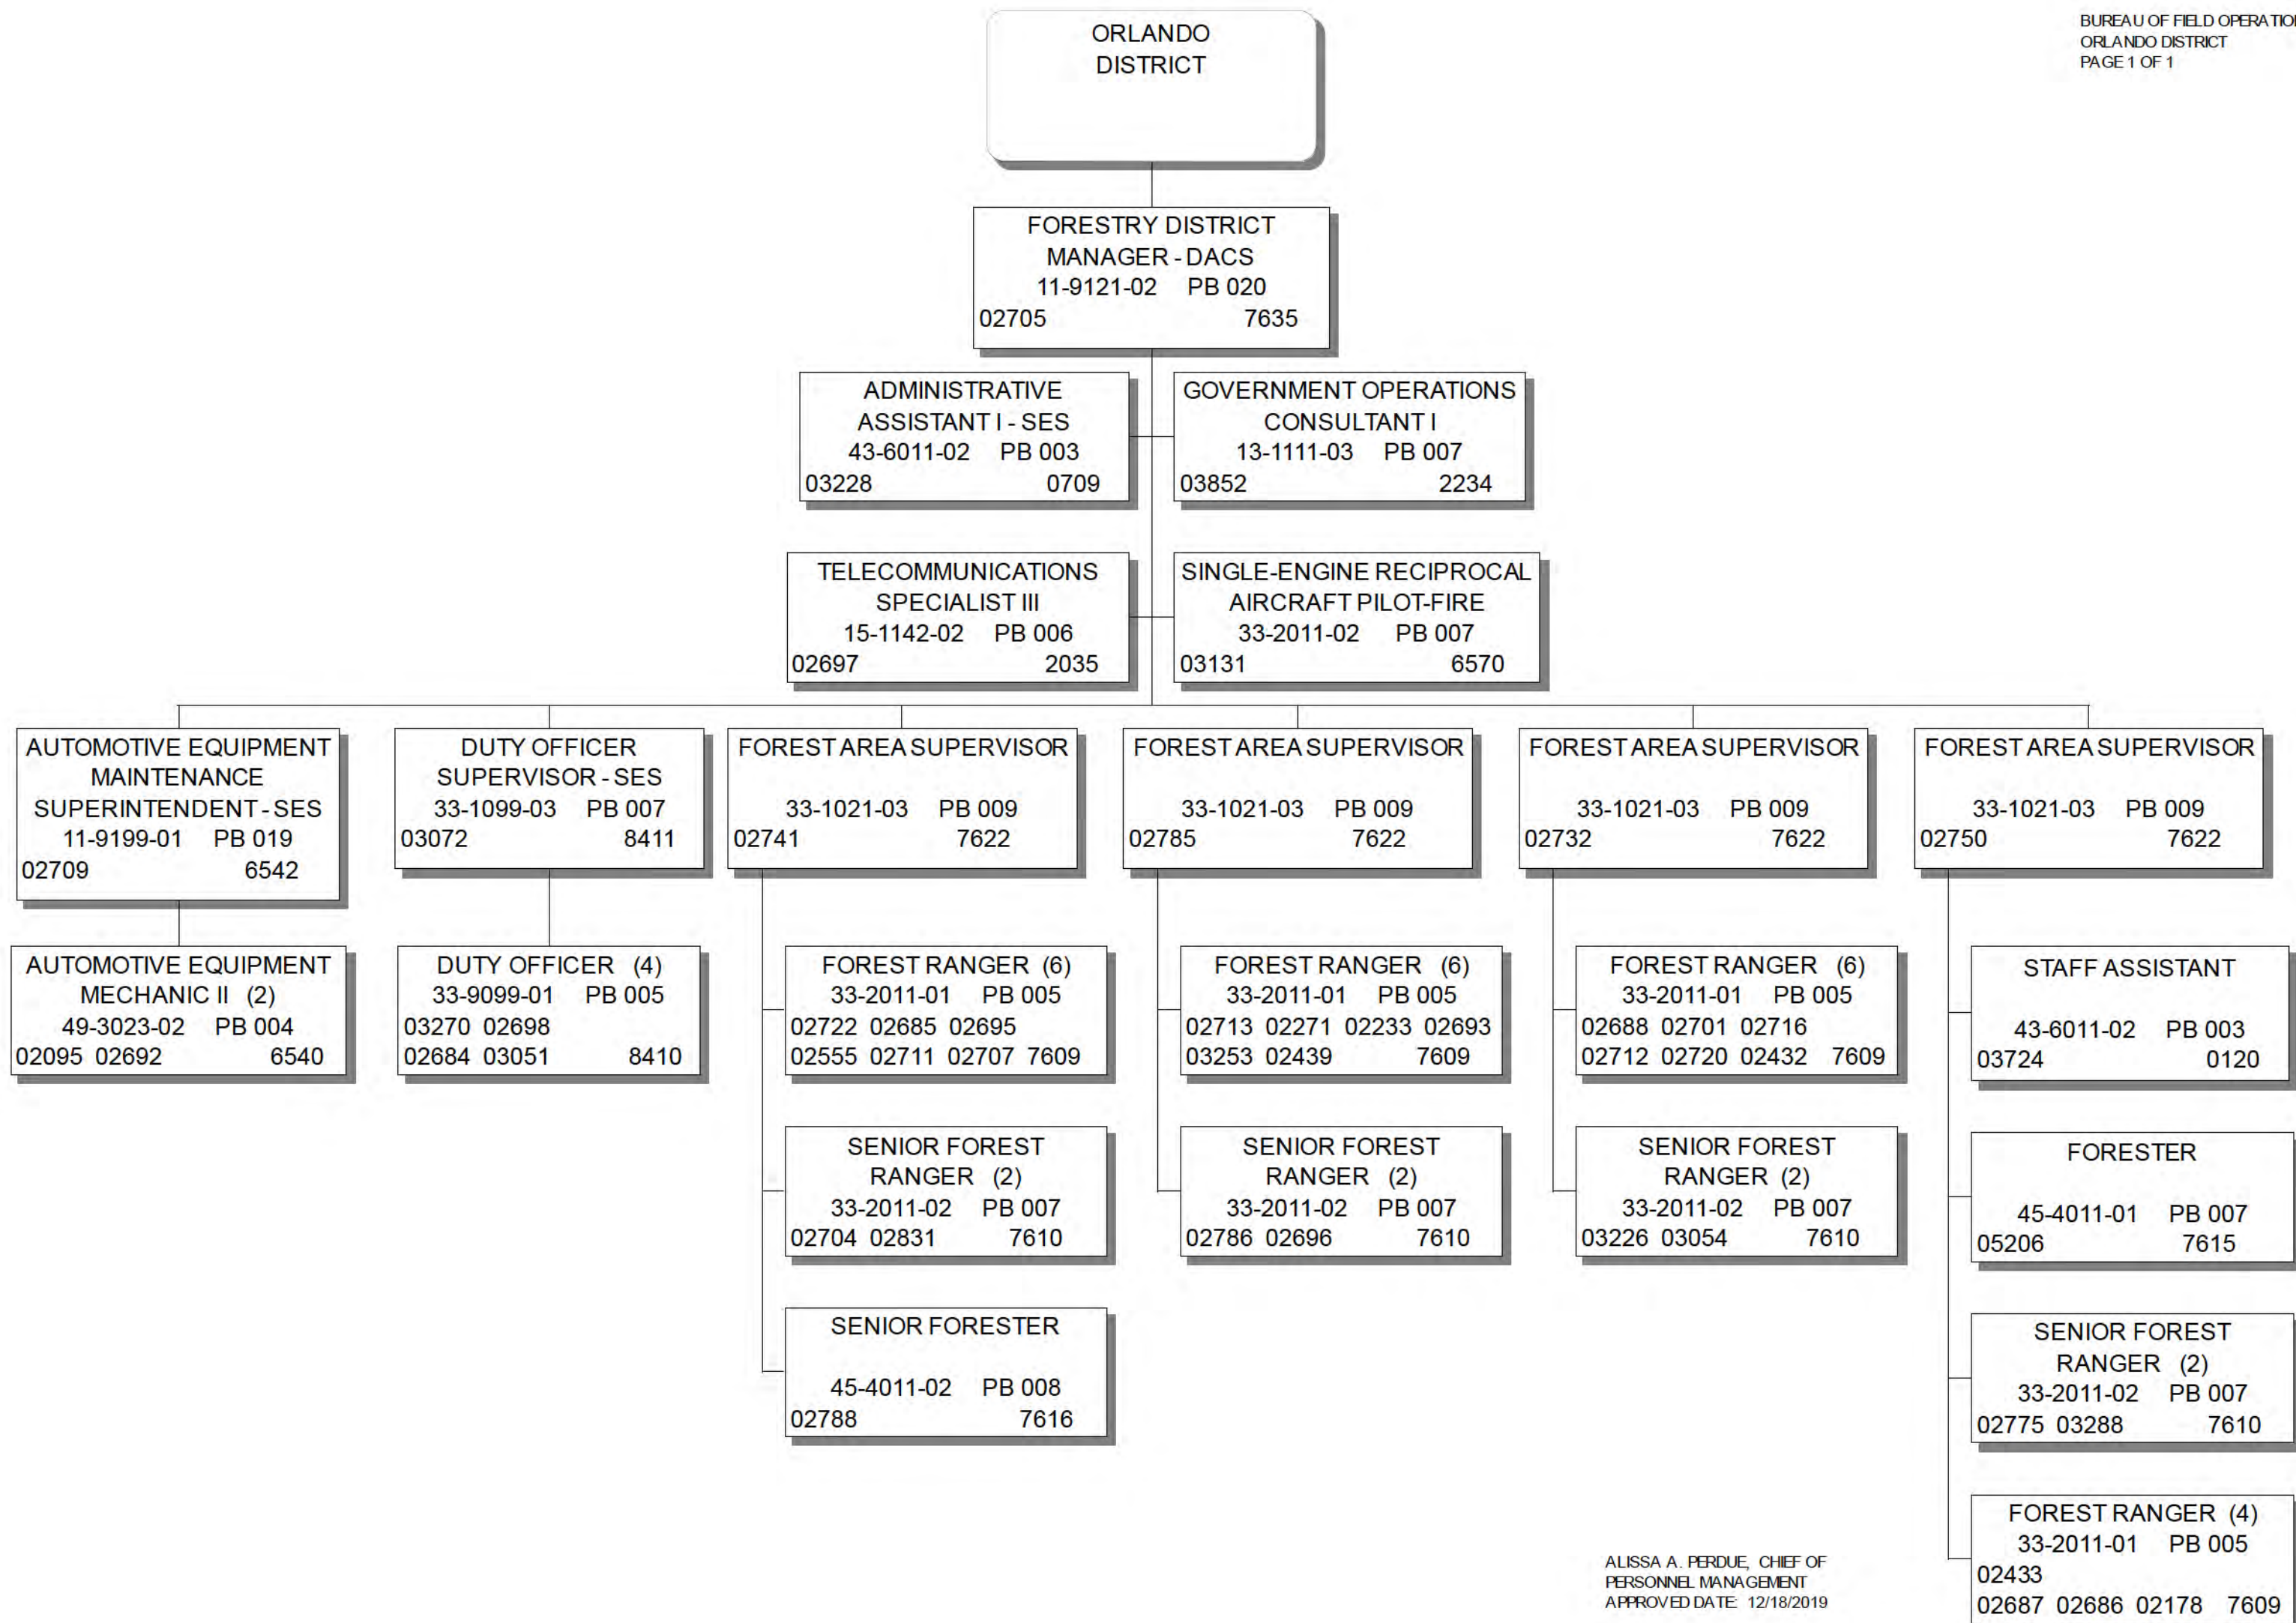 BUREAU OF FIELD OPERATION
ORLANDO DISTRICT
PAGE 1 OF 1
ORLANDO
DISTRICT
FORESTRY DISTRICT
MANAGER - DACS
11-9121-02 PB 020
02705 7635
ADMINISTRATIVE
ASSISTANT I - SES
43-6011-02 PB 003
03228 0709
GOVERNMENT OPERATIONS
CONSULTANT I
13-1111-03 PB 007
03852 2234
TELECOMMUNICATIONS
SPECIALIST III
15-1142-02 PB 006
02697 2035
SINGLE-ENGINE RECIPROCAL
AIRCRAFT PILOT-FIRE
33-2011-02 PB 007
03131 6570
AUTOMOTIVE EQUIPMENT
MAINTENANCE
SUPERINTENDENT - SES
11-9199-01 PB 019
02709 6542
DUTY OFFICER
SUPERVISOR - SES
33-1099-03 PB 007
03072 8411
FOREST AREA SUPERVISOR
33-1021-03 PB 009
02741 7622
FOREST AREA SUPERVISOR
33-1021-03 PB 009
02785 7622
FOREST AREA SUPERVISOR
33-1021-03 PB 009
02732 7622
FOREST AREA SUPERVISOR
33-1021-03 PB 009
02750 7622
AUTOMOTIVE EQUIPMENT
MECHANIC II (2)
49-3023-02 PB 004
02095 02692 6540
DUTY OFFICER (4)
33-9099-01 PB 005
03270 02698
02684 03051 8410
FOREST RANGER (6)
33-2011-01 PB 005
02722 02685 02695
02555 02711 02707 7609
FOREST RANGER (6)
33-2011-01 PB 005
02713 02271 02233 02693
03253 02439 7609
FOREST RANGER (6)
33-2011-01 PB 005
02688 02701 02716
02712 02720 02432 7609
STAFF ASSISTANT
43-6011-02 PB 003
03724 0120
SENIOR FOREST
RANGER (2)
33-2011-02 PB 007
02704 02831 7610
SENIOR FOREST
RANGER (2)
33-2011-02 PB 007
02786 02696 7610
SENIOR FOREST
RANGER (2)
33-2011-02 PB 007
03226 03054 7610
FORESTER
45-4011-01 PB 007
05206 7615
SENIOR FORESTER
45-4011-02 PB 008
02788 7616
SENIOR FOREST
RANGER (2)
33-2011-02 PB 007
02775 03288 7610
FOREST RANGER (4)
33-2011-01 PB 005
02433
02687 02686 02178 7609
ALISSA A. PERDUE, CHIEF OF
PERSONNEL MANAGEMENT
APPROVED DATE: 12/18/2019